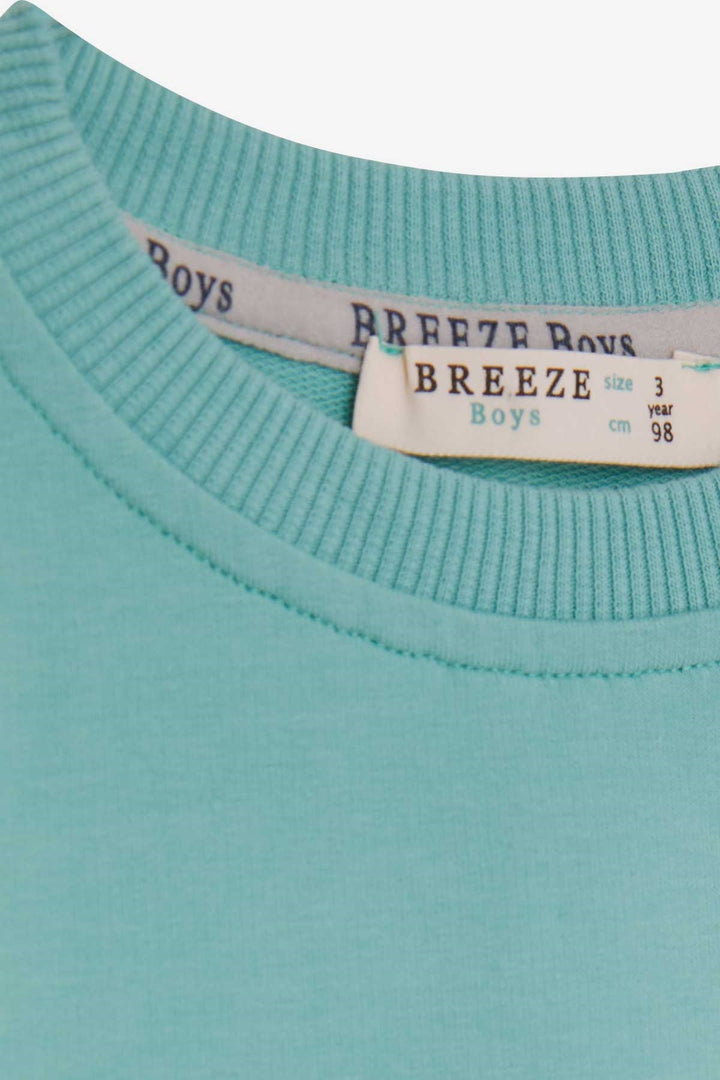 Boys
BREEZE Boys
BREEZE size 3
Boys year
cm 98